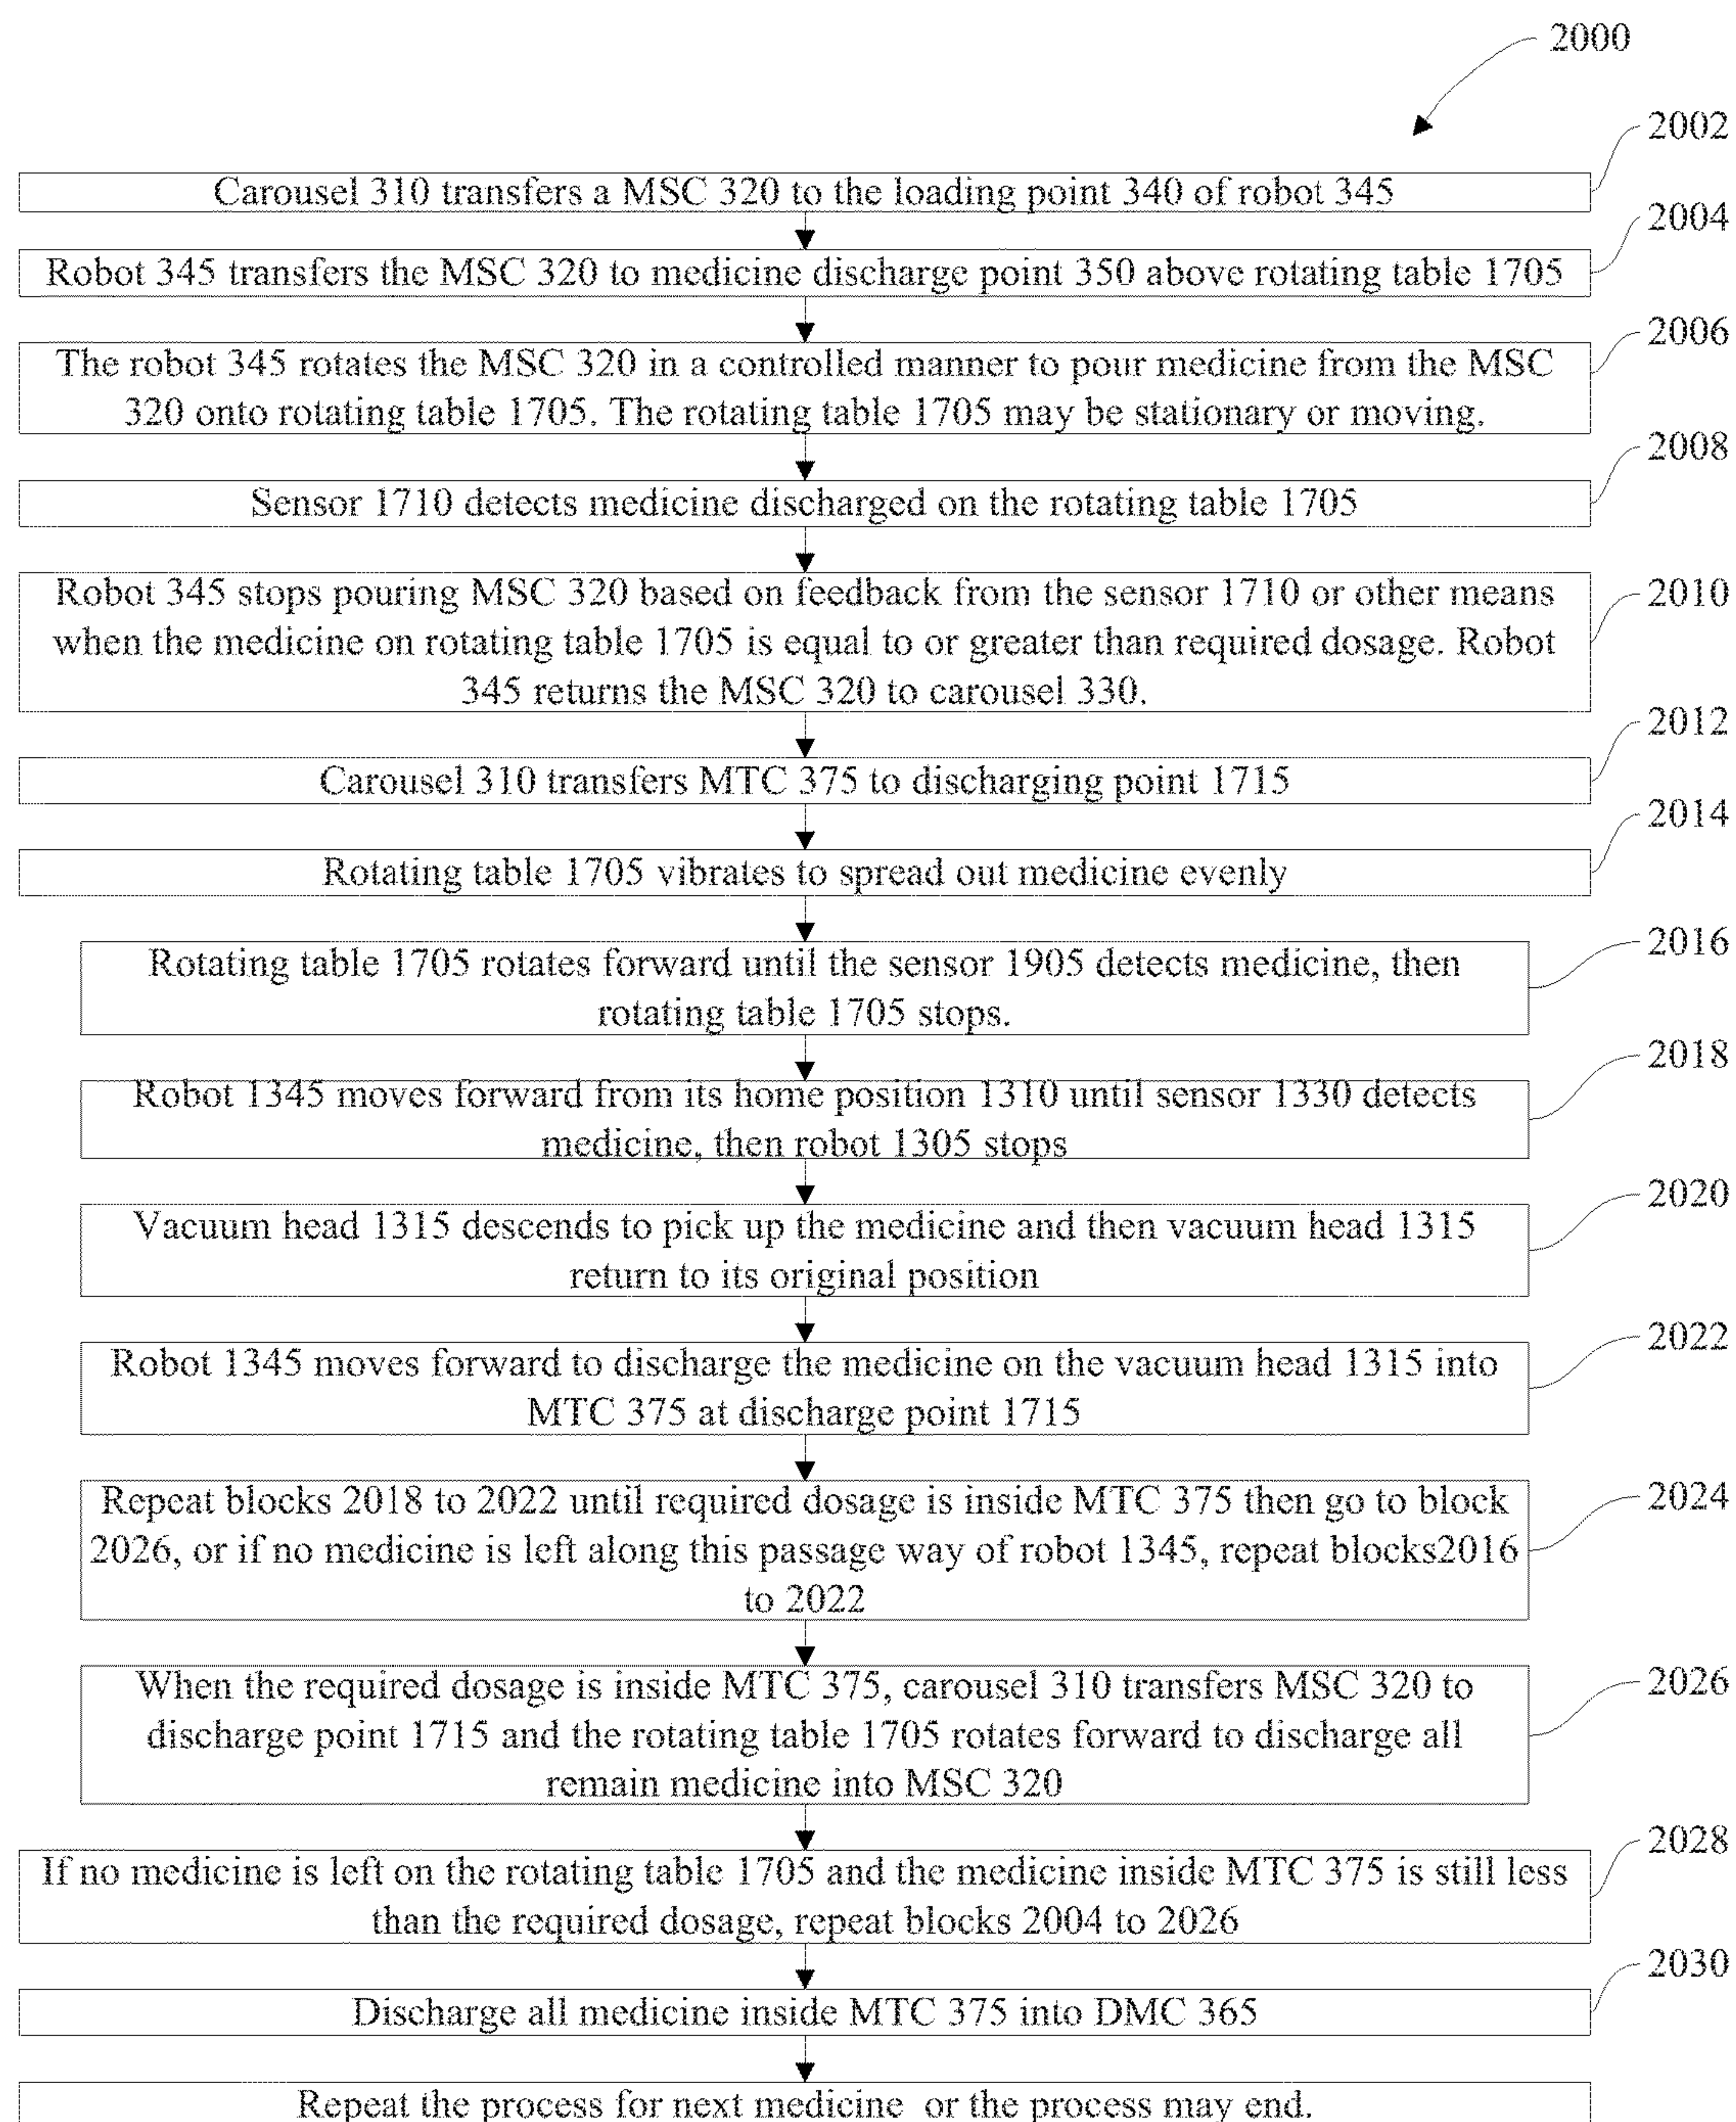 2000
2002
Carousel 310 transfers a MSC 320 to the loading point 340 of robot 345
2004
Robot 345 transfers the MSC 320 to medicine discharge point 350 above rotating table 1705
2006
The robot 345 rotates the MSC 320 in a controlled manner to pour medicine from the MSC
320 onto rotating table 1705. The rotating table 1705 may be stationary or moving.
2008
Sensor 1710 detects medicine discharged on the rotating table 1705
2010
Robot 345 stops pouring MSC 320 based on feedback from the sensor 1710 or other means
when the medicine on rotating table 1705 is equal to or greater than required dosage. Robot
345 returns the MSC 320 to carousel 330.
2012
Carousel 310 transfers MTC 375 to discharging point 1715
2014
Rotating table 1705 vibrates to spread out medicine evenly
2016
Rotating table 1705 rotates forward until the sensor 1905 detects medicine, then
rotating table 1705 stops.
2018
Robot 1345 moves forward from its home position 1310 until sensor 1330 detects
medicine, then robot 1305 stops
2020
Vacuum head 1315 descends to pick up the medicine and then vacuum head 1315
return to its original position
2022
Robot 1345 moves forward to discharge the medicine on the vacuum head 1315 into
MTC 375 at discharge point 1715
2024
Repeat blocks 2018 to 2022 until required dosage is inside MTC 375 then go to block
2026, or if no medicine is left along this passage way of robot 1345, repeat blocks2016
to 2022
2026
When the required dosage is inside MTC 375, carousel 310 transfers MSC 320 to
discharge point 1715 and the rotating table 1705 rotates forward to discharge all
remain medicine into MSC 320
2028
If no medicine is left on the rotating table 1705 and the medicine inside MTC 375 is still less
than the required dosage, repeat blocks 2004 to 2026
2030
Discharge all medicine inside MTC 375 into DMC 365
Repeat the process for next medicine or the process may end.